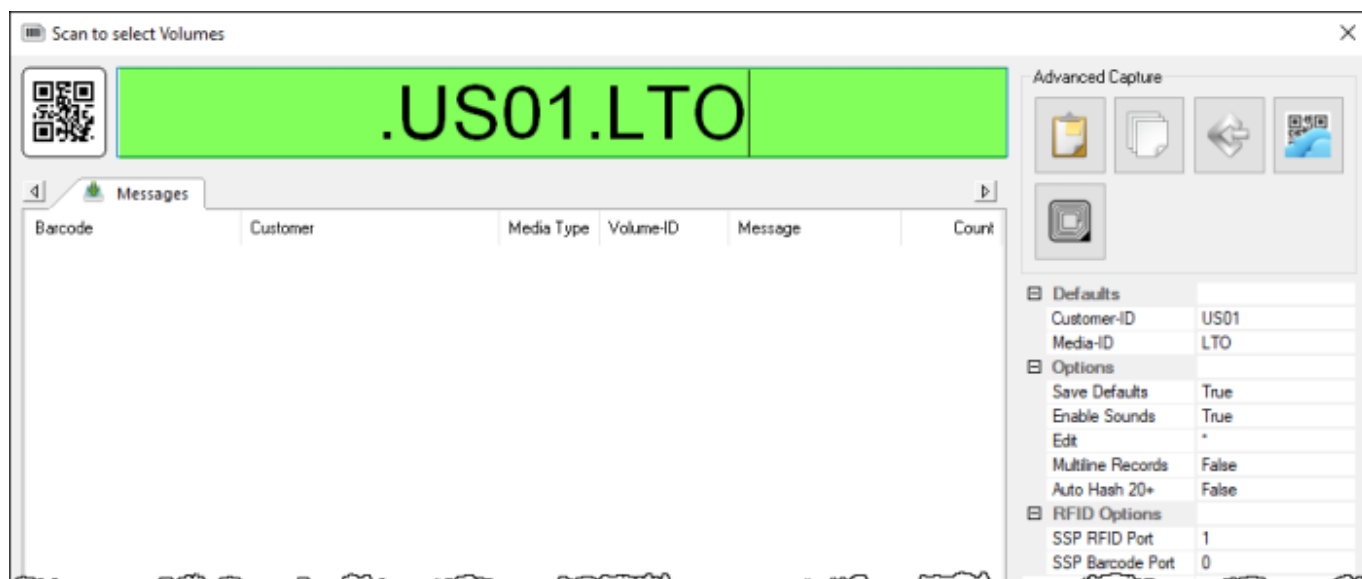 Scan to select Volumes
.US01.LTO
Messages
Barcode Customer Media Type Volume-ID Message Count
Advanced Capture
Defaults
Customer-ID US01
Media-ID LTO
Options
Save Defaults True
Enable Sounds True
Edit *
Multiline Records False
Auto Hash 20+ False
RFID Options
SSP RFID Port 1
SSP Barcode Port 0